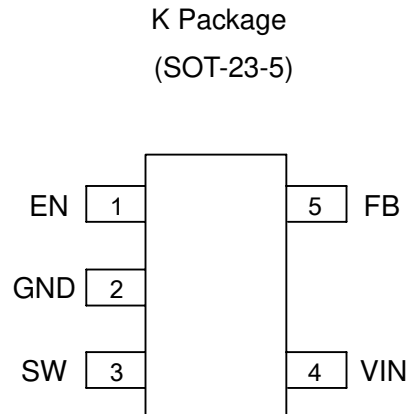 K Package
(SOT-23-5)
EN 1 5 FB
GND 2
SW 3 4 VIN